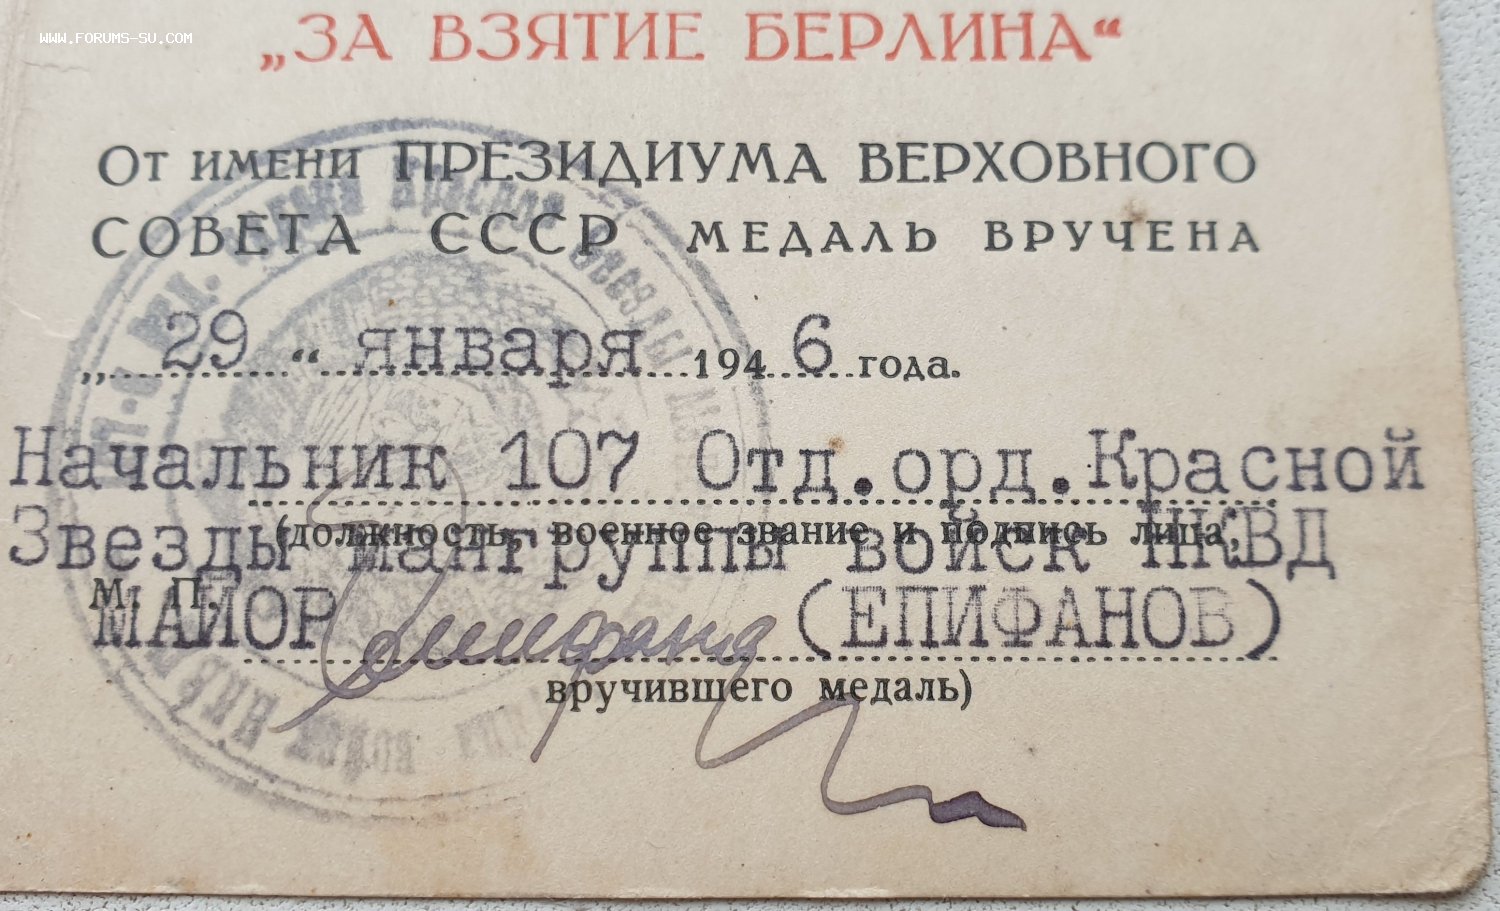 WWW.FORUMS-SU.COM
„ЗА ВЗЯТИЕ БЕРЛИНА“
От имени ПРЕЗИДИУМА ВЕРХОВНОГО
СОВЕТА СССР МЕДАЛЬ ВРУЧЕНА
„ 29 “ января 1946 года.
Начальник 107 Отд.орд.Красной
(должность, военное звание и подпись лица,
Звезды мангруппы войск НКВД
М. П.
МАЙОР (ЕПИФАНОВ)
вручившего медаль)